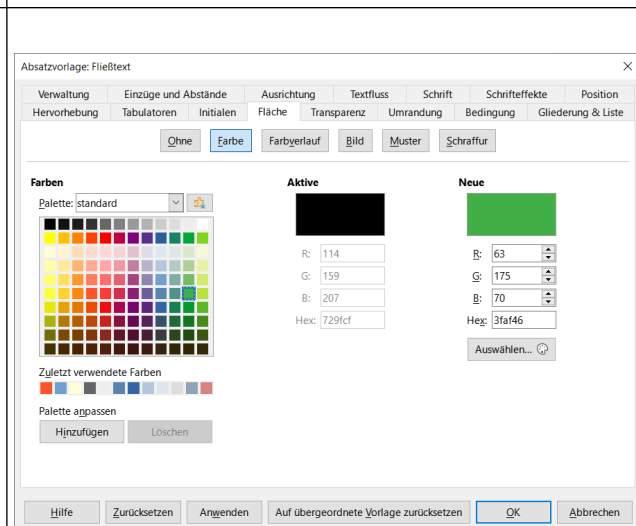 Absatzvorlage: Fließtext
Verwaltung Einzüge und Abstände Ausrichtung Textfluss Schrift Schrifteffekte Position
Hervorhebung Tabulatoren Initialen Fläche Transparenz Umrandung Bedingung Gliederung & Liste
Ohne Farbe Farbverlauf Bild Muster Schraffur
Farben Aktive Neue
Palette: standard
R: 114 R: 63
G: 159 G: 175
B: 207 B: 70
Hex: 729fcf Hex: 3faf46
Auswählen...
Zuletzt verwendete Farben
Palette anpassen
Hinzufügen Löschen
Hilfe Zurücksetzen Anwenden Auf übergeordnete Vorlage zurücksetzen OK Abbrechen